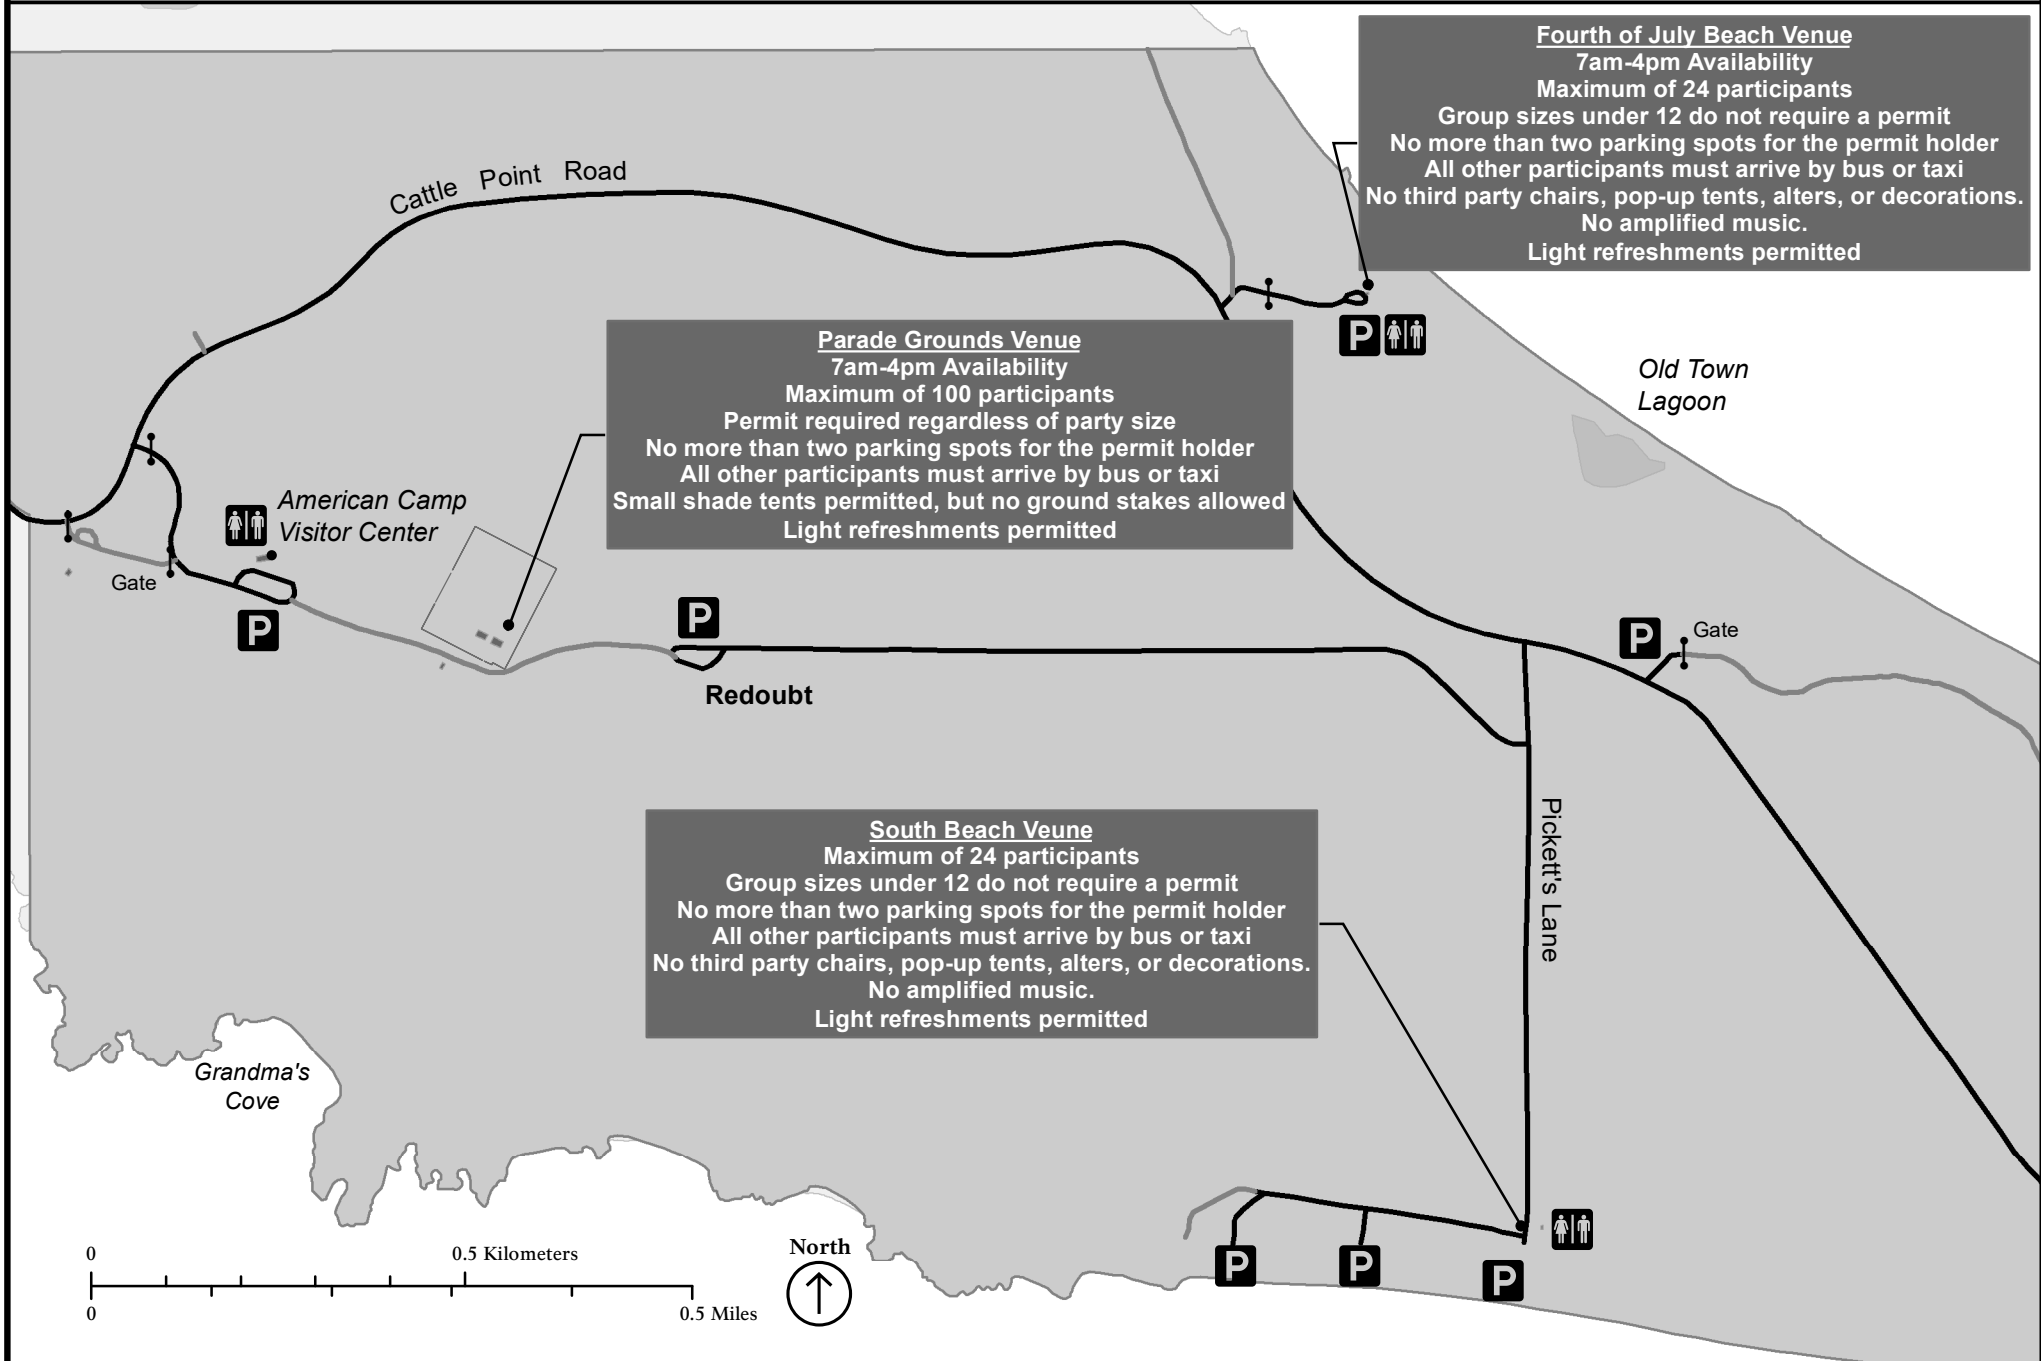 Fourth of July Beach Venue
7am-4pm Availability
Maximum of 24 participants
Group sizes under 12 do not require a permit
No more than two parking spots for the permit holder
All other participants must arrive by bus or taxi
No third party chairs, pop-up tents, alters, or decorations.
No amplified music.
Light refreshments permitted
Cattle Point Road
P
Parade Grounds Venue
7am-4pm Availability
Maximum of 100 participants
Permit required regardless of party size
No more than two parking spots for the permit holder
All other participants must arrive by bus or taxi
Small shade tents permitted, but no ground stakes allowed
Light refreshments permitted
Old Town
Lagoon
American Camp
Visitor Center
Gate
P
P
Redoubt
P
Gate
Pickett's Lane
South Beach Veune
Maximum of 24 participants
Group sizes under 12 do not require a permit
No more than two parking spots for the permit holder
All other participants must arrive by bus or taxi
No third party chairs, pop-up tents, alters, or decorations.
No amplified music.
Light refreshments permitted
Grandma's
Cove
P
P
P
0
0.5 Kilometers
0
0.5 Miles
North